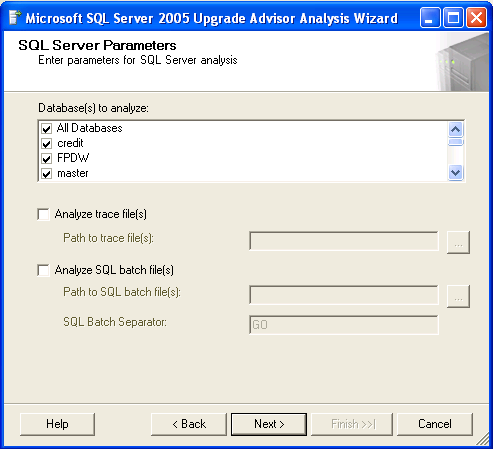 Microsoft SQL Server 2005 Upgrade Advisor Analysis Wizard
SQL Server Parameters
Enter parameters for SQL Server analysis
Database(s) to analyze:
All Databases
credit
FPDW
master
Analyze trace file(s)
Path to trace file(s):
...
Analyze SQL batch file(s)
Path to SQL batch file(s):
...
SQL Batch Separator:
GO
Help
< Back
Next >
Finish >>|
Cancel